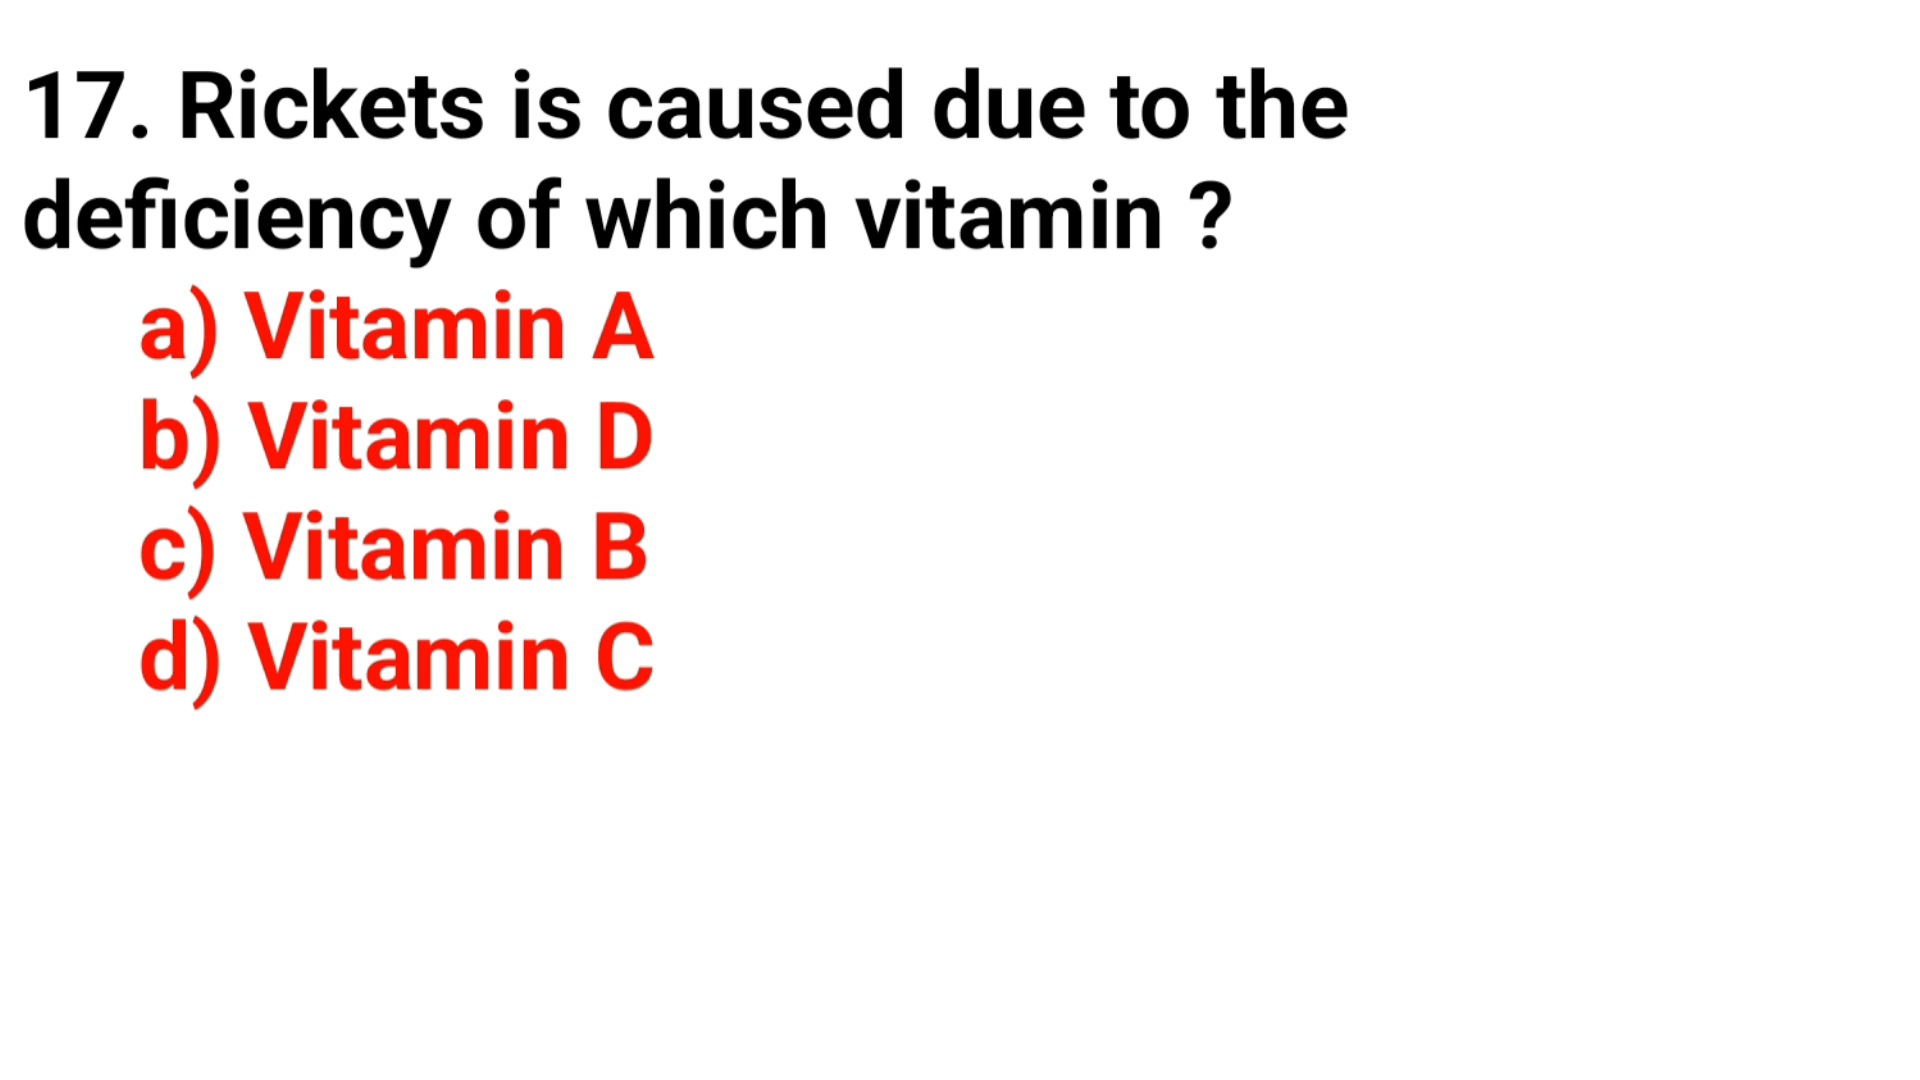 17. Rickets is caused due to the
deficiency of which vitamin ?
a) Vitamin A
b) Vitamin D
c) Vitamin B
d) Vitamin C